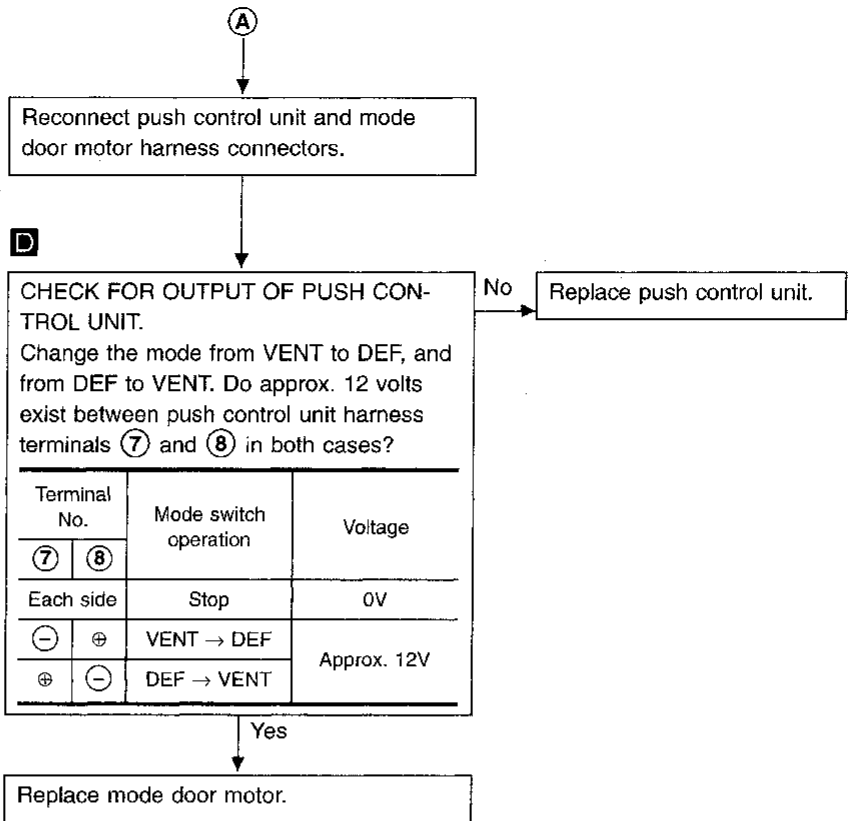 A
Reconnect push control unit and mode
door motor harness connectors.
D
CHECK FOR OUTPUT OF PUSH CON-
TROL UNIT.
Change the mode from VENT to DEF, and
from DEF to VENT. Do approx. 12 volts
exist between push control unit harness
terminals ⑦ and ⑧ in both cases?
No
Replace push control unit.
Terminal
No.
Mode switch
operation
Voltage
⑦ ⑧
Each side Stop 0V
⊖ ⊕ VENT → DEF
Approx. 12V
⊕ ⊖ DEF → VENT
Yes
Replace mode door motor.